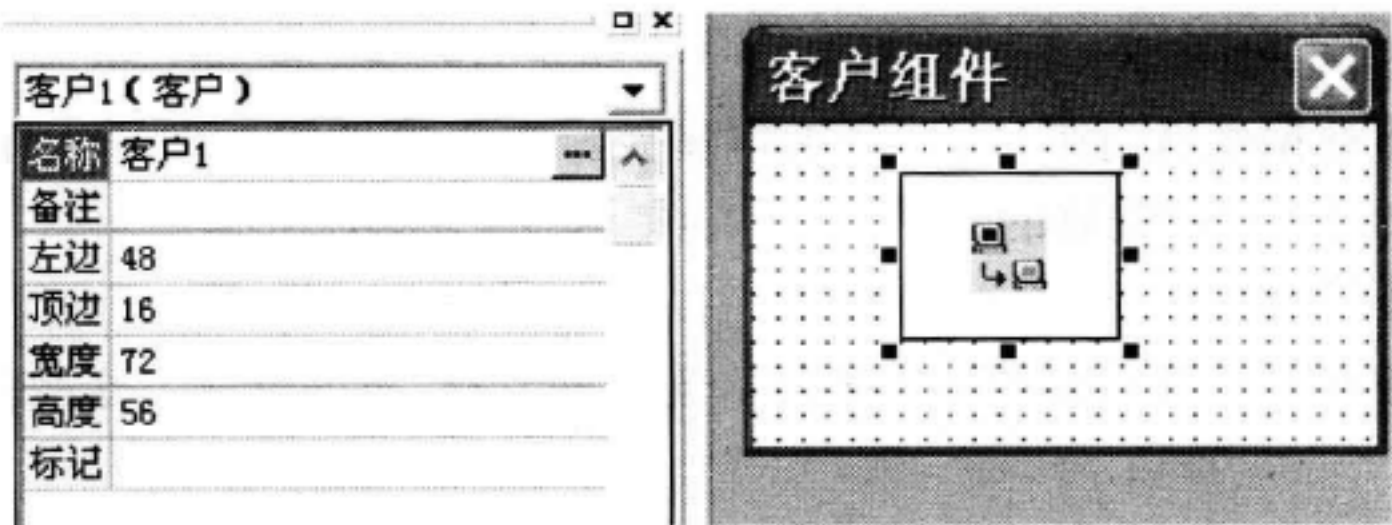 客户1(客户)
名称 客户1
备注
左边 48
顶边 16
宽度 72
高度 56
标记
客户组件